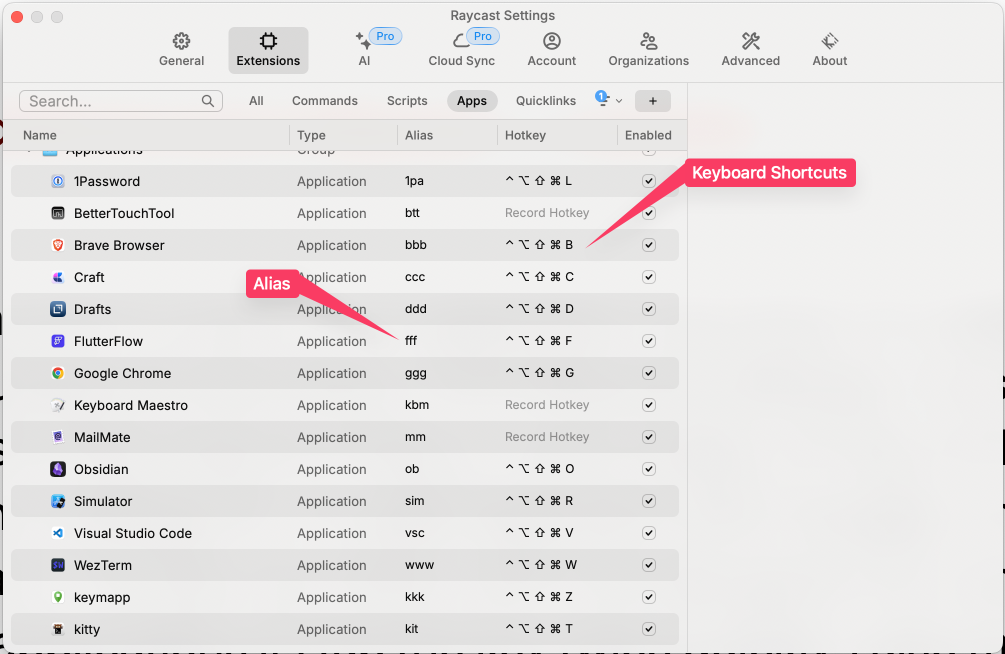 Raycast Settings
Pro Pro
General Extensions AI Cloud Sync Account Organizations Advanced About
Search... All Commands Scripts Apps Quicklinks 1 +
Name Type Alias Hotkey Enabled
Applications Group
1Password Application 1pa ^ ⌥ ⇧ ⌘ L
Keyboard Shortcuts
BetterTouchTool Application btt Record Hotkey
Brave Browser Application bbb ^ ⌥ ⇧ ⌘ B
Craft Application ccc ^ ⌥ ⇧ ⌘ C
Alias
Drafts Application ddd ^ ⌥ ⇧ ⌘ D
FlutterFlow Application fff ^ ⌥ ⇧ ⌘ F
Google Chrome Application ggg ^ ⌥ ⇧ ⌘ G
Keyboard Maestro Application kbm Record Hotkey
MailMate Application mm Record Hotkey
Obsidian Application ob ^ ⌥ ⇧ ⌘ O
Simulator Application sim ^ ⌥ ⇧ ⌘ R
Visual Studio Code Application vsc ^ ⌥ ⇧ ⌘ V
WezTerm Application www ^ ⌥ ⇧ ⌘ W
keymapp Application kkk ^ ⌥ ⇧ ⌘ Z
kitty Application kit ^ ⌥ ⇧ ⌘ T